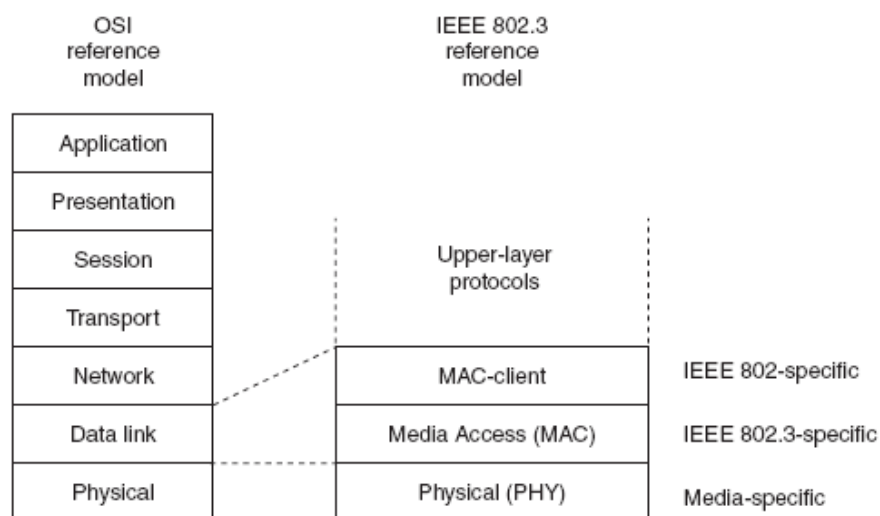 OSI
reference
model
IEEE 802.3
reference
model
Application
Presentation
Session
Transport
Network
Data link
Physical
Upper-layer
protocols
MAC-client
Media Access (MAC)
Physical (PHY)
IEEE 802-specific
IEEE 802.3-specific
Media-specific